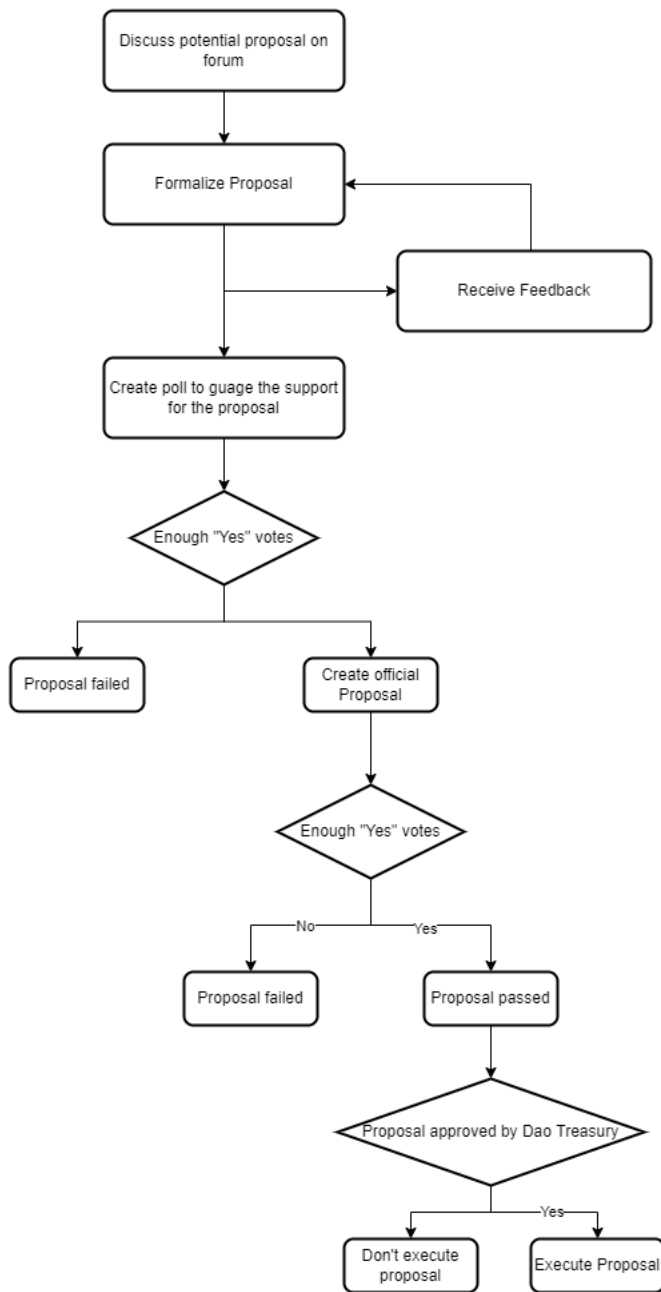 Discuss potential proposal on
forum
Formalize Proposal
Receive Feedback
Create poll to guage the support
for the proposal
Enough "Yes" votes
Proposal failed
Create official
Proposal
Enough "Yes" votes
No
Yes
Proposal failed
Proposal passed
Proposal approved by Dao Treasury
Yes
Don't execute
proposal
Execute Proposal